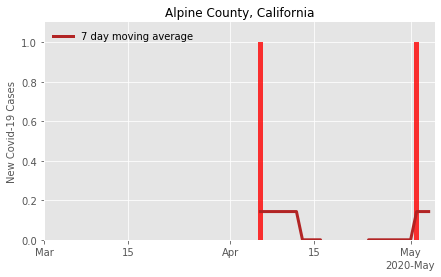 Alpine County, California
7 day moving average
New Covid-19 Cases
1.0
0.8
0.6
0.4
0.2
0.0
Mar 15 Apr 15 May
2020-May